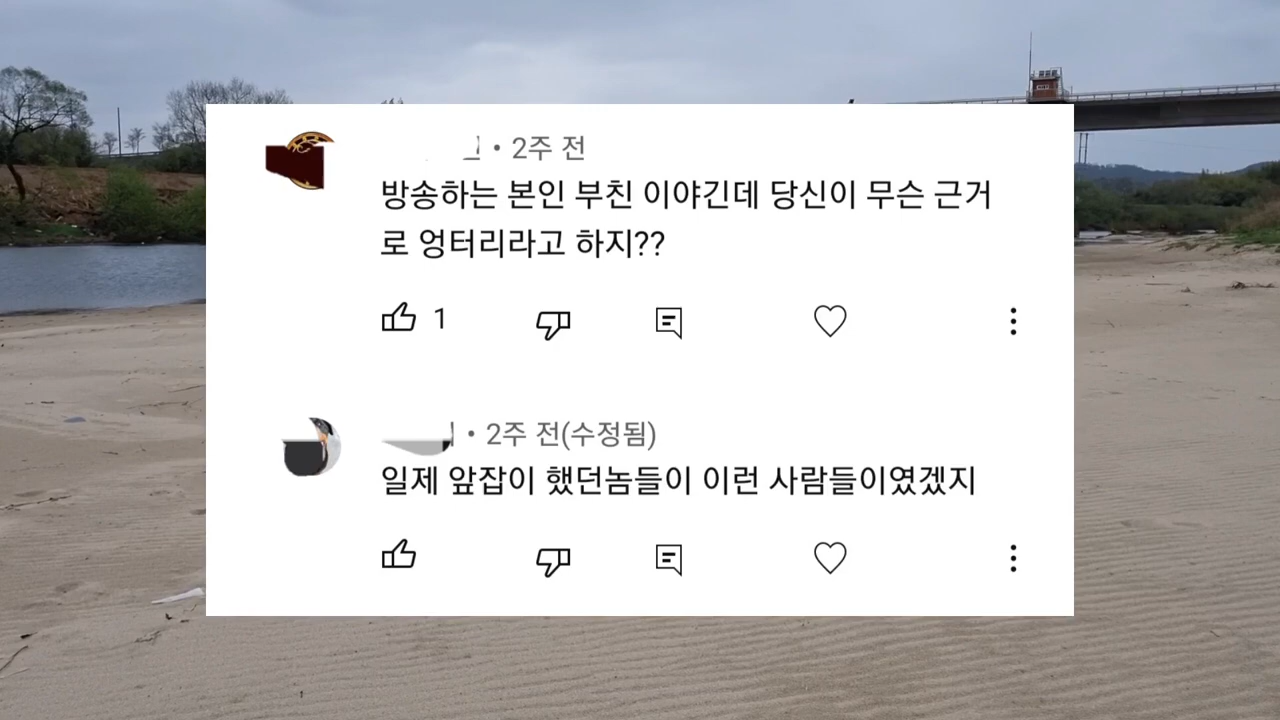 • 2주 전
방송하는 본인 부친 이야긴데 당신이 무슨 근거
로 엉터리라고 하지??
1
• 2주 전(수정됨)
일제 앞잡이 했던놈들이 이런 사람들이였겠지